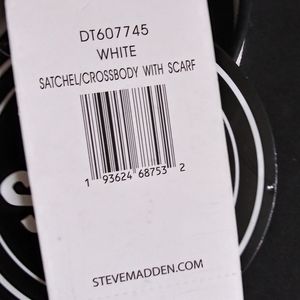 DT607745
WHITE
SATCHEL/CROSSBODY WITH SCARF
1 93624 68753 2
STEVEMADDEN.COM